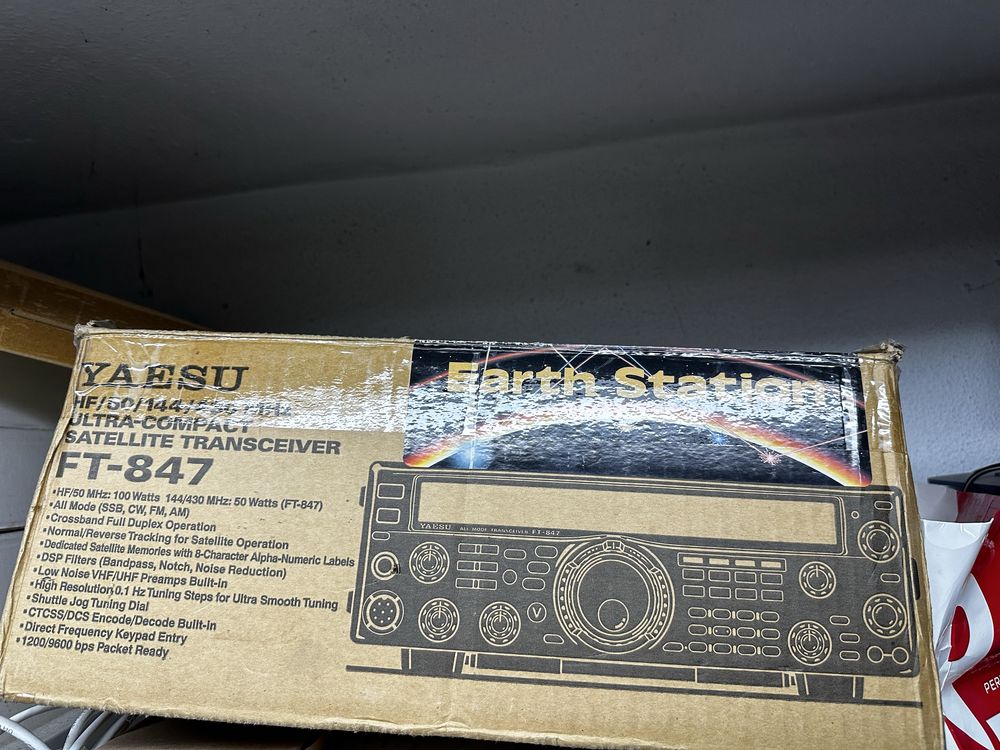 YAESU
HF/50/144/430 MHz
ULTRA-COMPACT
SATELLITE TRANSCEIVER
FT-847
•HF/50 MHz: 100 Watts 144/430 MHz: 50 Watts (FT-847)
•All Mode (SSB, CW, FM, AM)
•Crossband Full Duplex Operation
•Normal/Reverse Tracking for Satellite Operation
•Dedicated Satellite Memories with 8-Character Alpha-Numeric Labels
•DSP Filters (Bandpass, Notch, Noise Reduction)
•Low Noise VHF/UHF Preamps Built-in
•High Resolution 0.1 Hz Tuning Steps for Ultra Smooth Tuning
•Shuttle Jog Tuning Dial
•CTCSS/DCS Encode/Decode Built-in
•Direct Frequency Keypad Entry
•1200/9600 bps Packet Ready
Earth Station
YAESU ALL MODE TRANSCEIVER FT-847
V